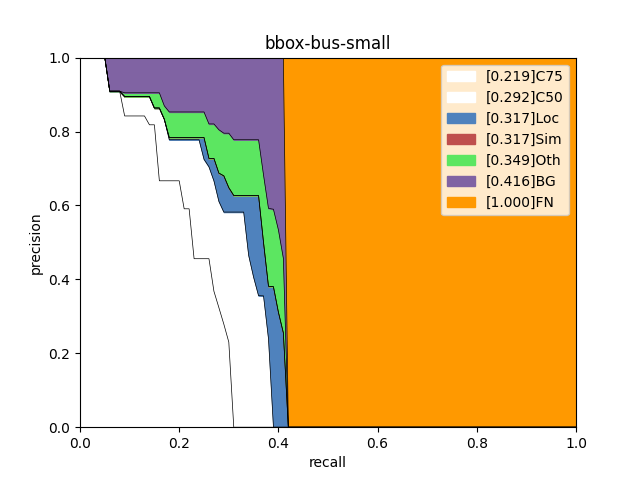 bbox-bus-small
1.0
0.8
0.6
0.4
0.2
0.0
precision
[0.219]C75
[0.292]C50
[0.317]Loc
[0.317]Sim
[0.349]Oth
[0.416]BG
[1.000]FN
0.0 0.2 0.4 0.6 0.8 1.0
recall